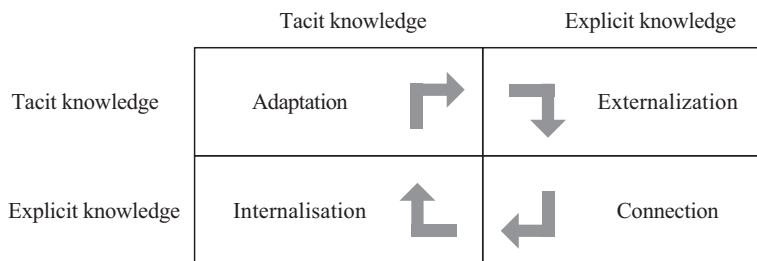 Tacit knowledge Explicit knowledge
Tacit knowledge Adaptation Externalization
Explicit knowledge Internalisation Connection